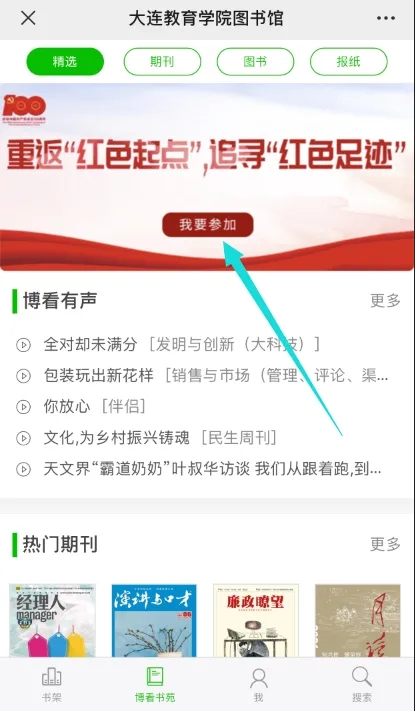 大连教育学院图书馆
精选
期刊
图书
报纸
100
重返“红色起点”,追寻“红色足迹”
我要参加
博看有声
更多
全对却未满分 [发明与创新（大科技）]
包装玩出新花样 [销售与市场（管理、评论、渠...
你放心 [伴侣]
文化,为乡村振兴铸魂 [民生周刊]
天文界“霸道奶奶”叶叔华访谈 我们从跟着跑,到...
热门期刊
更多
经理人
manager
演讲与口才
廉政瞭望
月读
书架
博看书苑
我
搜索